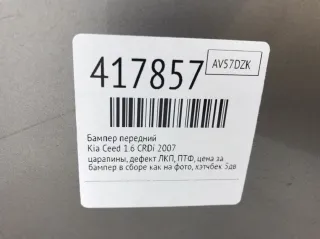 417857
AV57DZK
Бампер передний
Kia Ceed 1.6 CRDi 2007
царапины, дефект ЛКП, ПТФ, цена за
бампер в сборе как на фото, хэтчбек 5дв